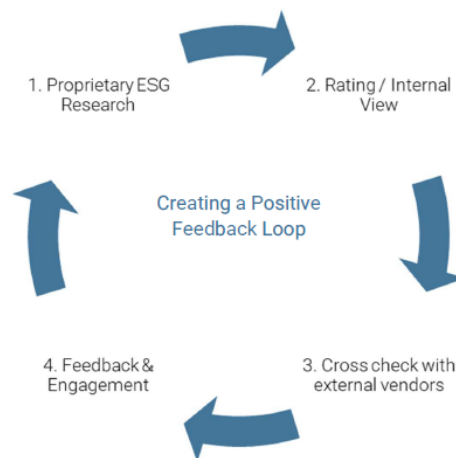 1. Proprietary ESG
Research
2. Rating / Internal
View
Creating a Positive
Feedback Loop
4. Feedback &
Engagement
3. Cross check with
external vendors